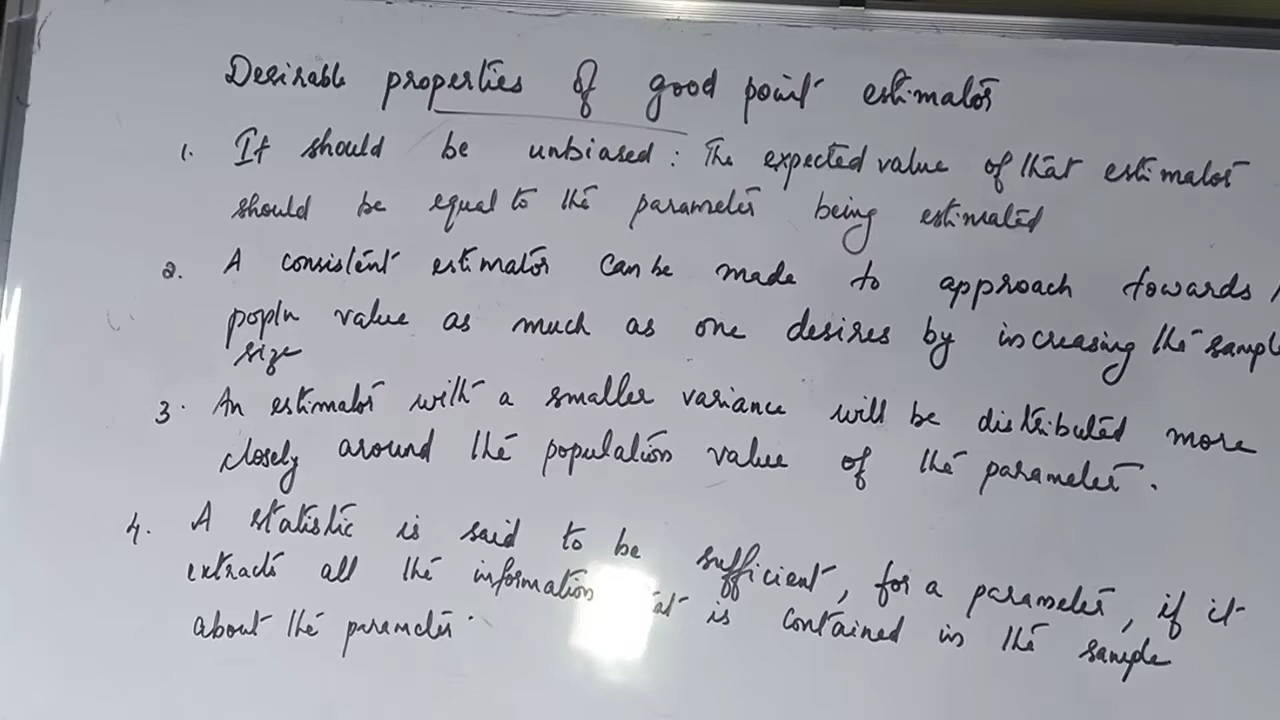 Desirable properties of good point estimator
1. It should be unbiased: The expected value of that estimator
should be equal to the parameter being estimated
2. A consistent estimator can be made to approach towards
popln value as much as one desires by increasing the sample
size
3. An estimator with a smaller variance will be distributed more
closely around the population value of the parameter.
4. A statistic is said to be sufficient, for a parameter, if it
extracts all the information that is contained in the sample
about the parameter.